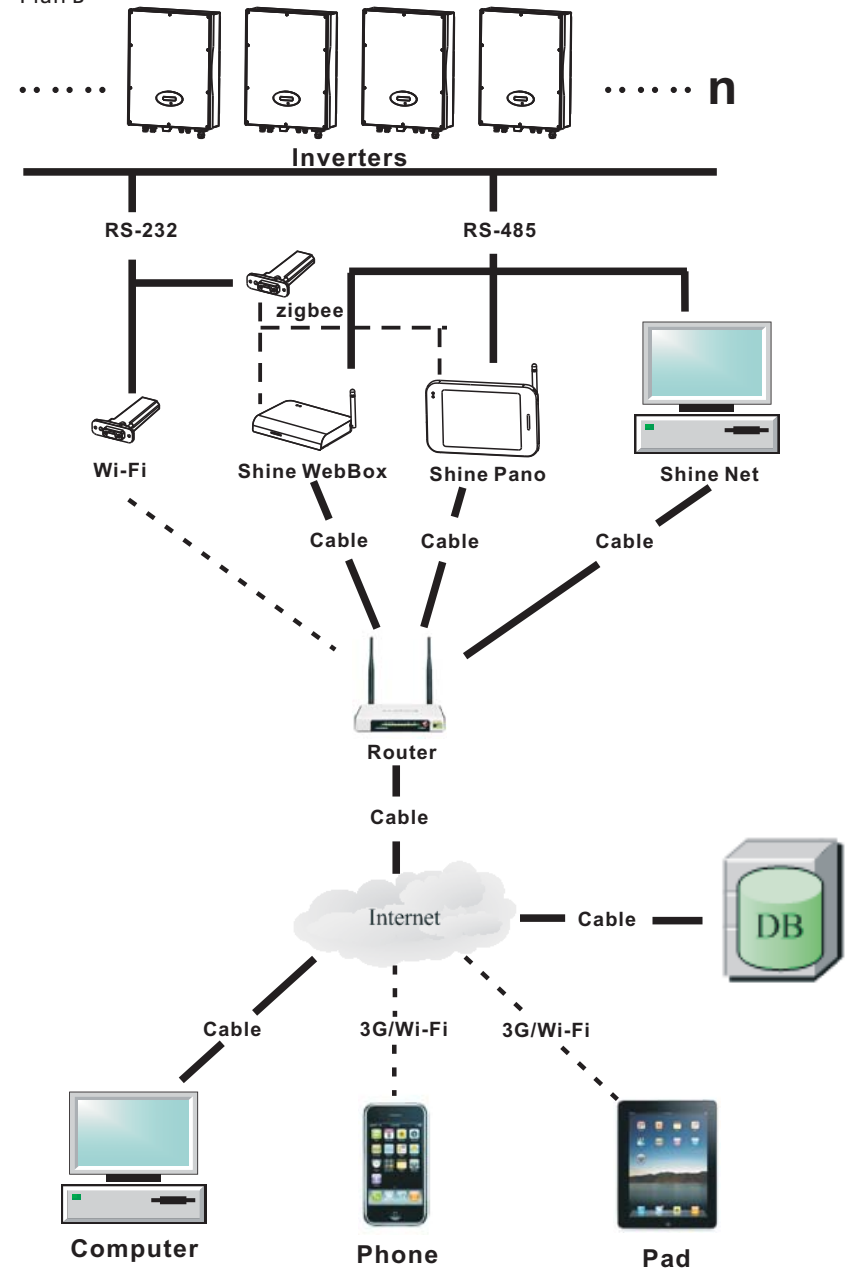 Plan B
...... ...... n
Inverters
RS-232 RS-485
zigbee
Wi-Fi Shine WebBox Shine Pano Shine Net
Cable Cable Cable
Router
Cable
Internet Cable DB
Cable 3G/Wi-Fi 3G/Wi-Fi
Computer Phone Pad